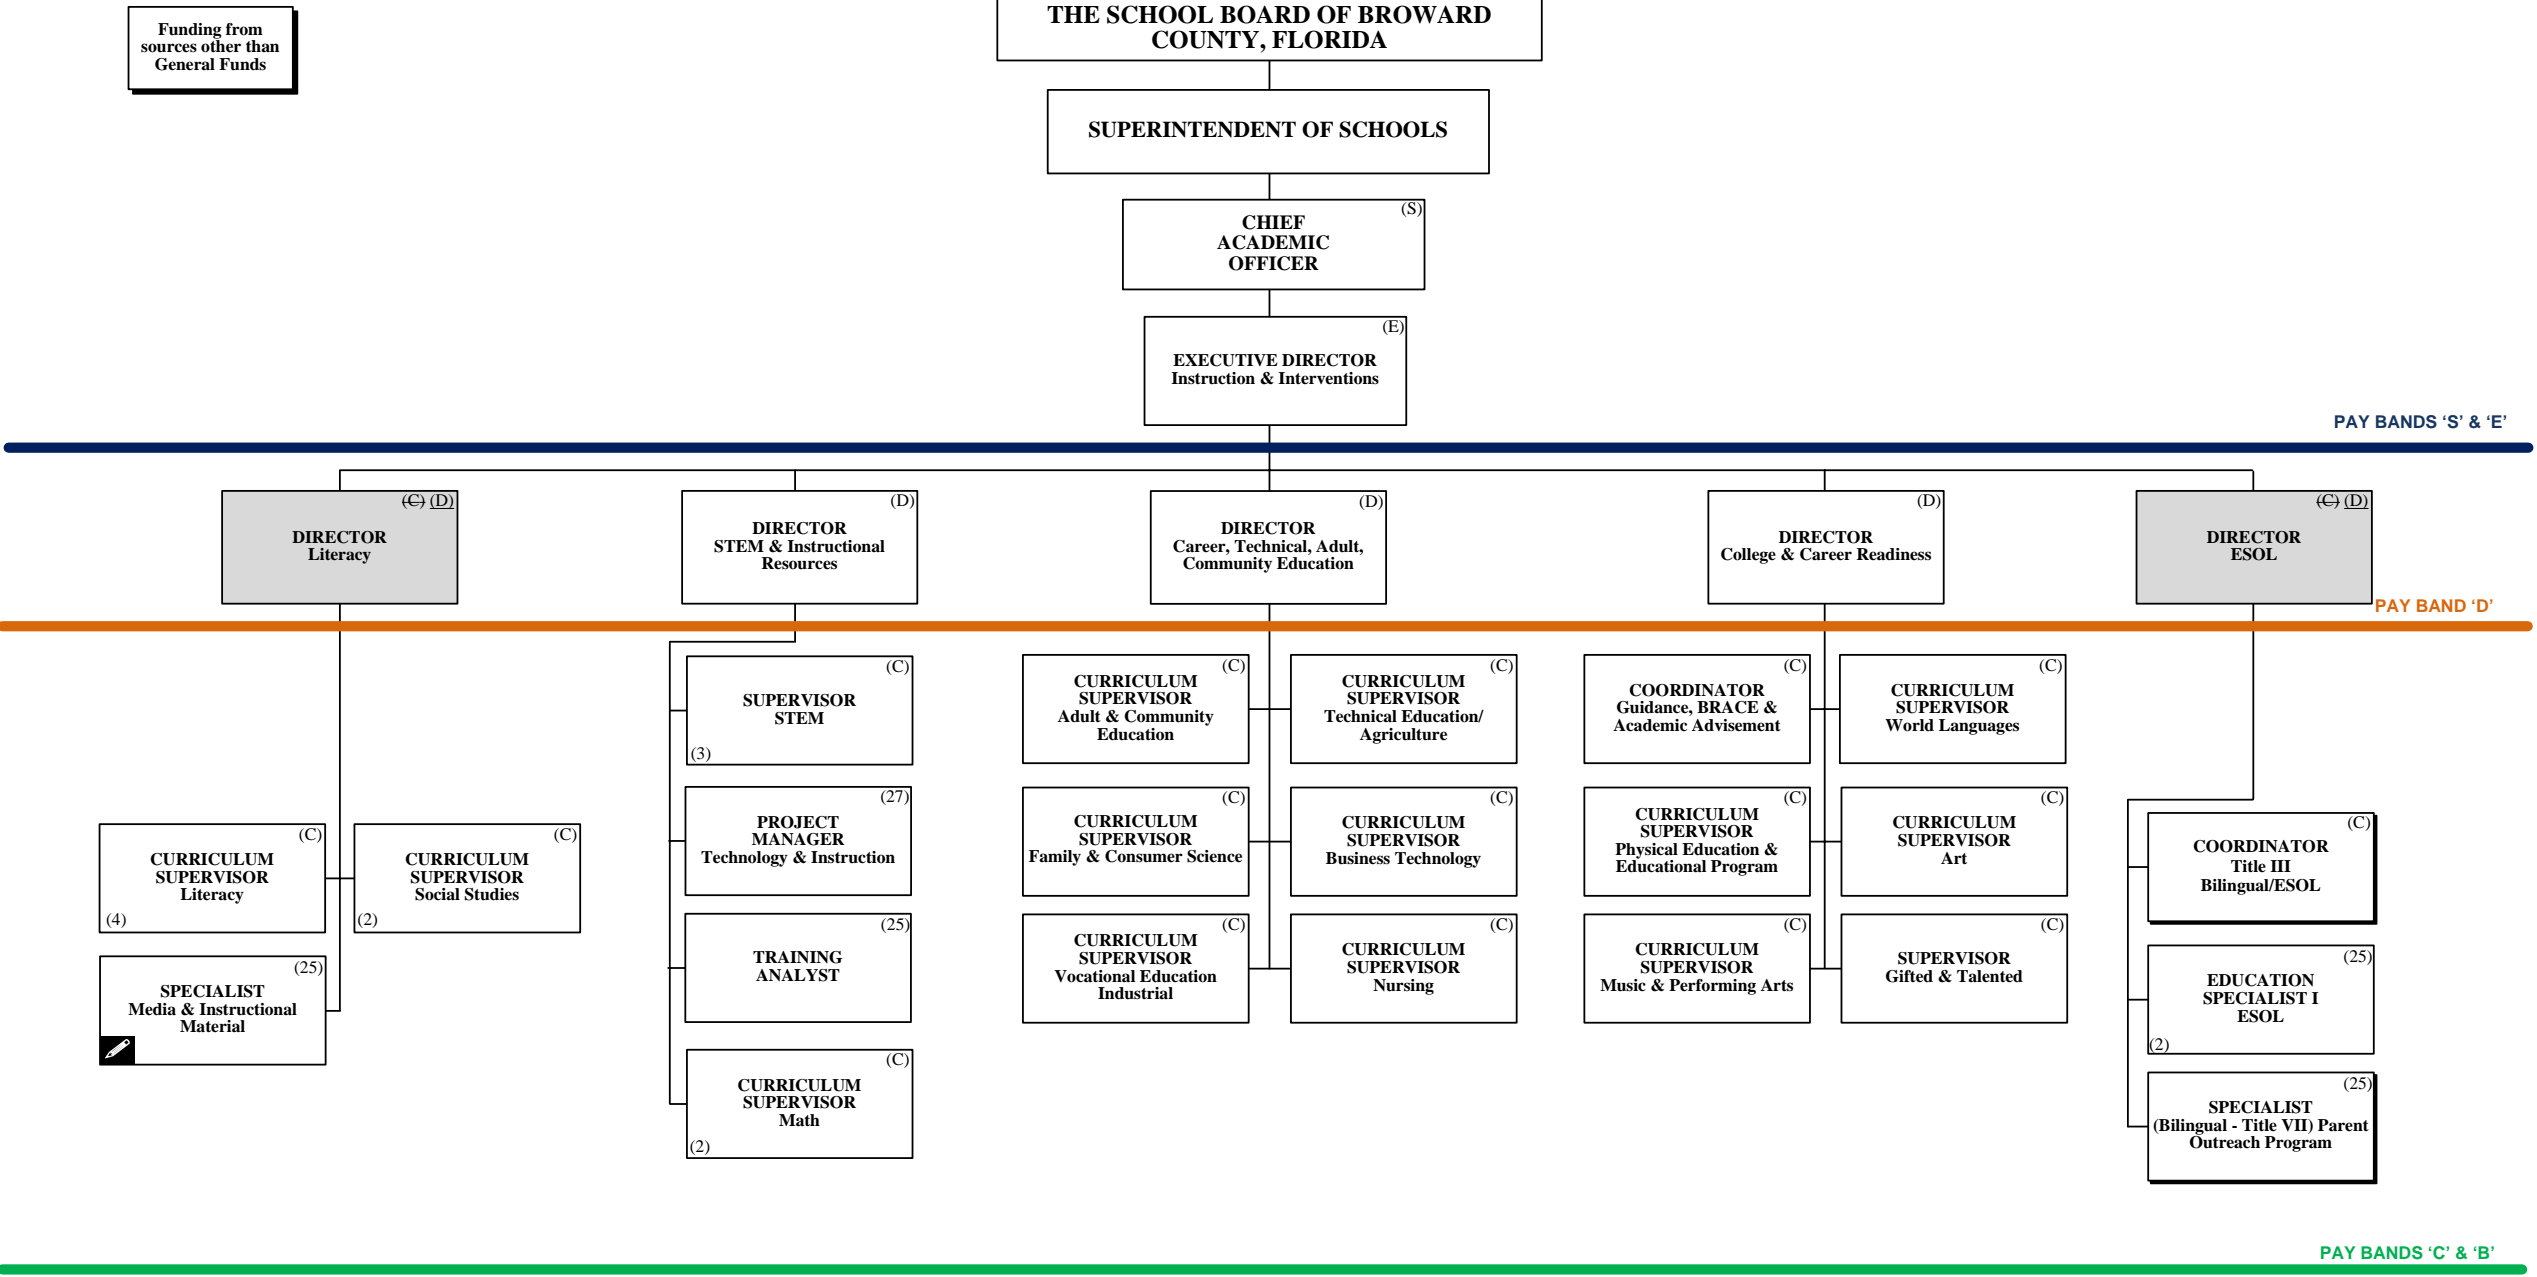 Funding from
sources other than
General Funds
THE SCHOOL BOARD OF BROWARD
COUNTY, FLORIDA
SUPERINTENDENT OF SCHOOLS
(S)
CHIEF
ACADEMIC
OFFICER
(E)
EXECUTIVE DIRECTOR
Instruction & Interventions
PAY BANDS ‘S’ & ‘E’
(C) (D)
DIRECTOR
Literacy
(D)
DIRECTOR
STEM & Instructional
Resources
(D)
DIRECTOR
Career, Technical, Adult,
Community Education
(D)
DIRECTOR
College & Career Readiness
(C) (D)
DIRECTOR
ESOL
PAY BAND ‘D’
(C)
CURRICULUM
SUPERVISOR
Literacy
(4)
(C)
CURRICULUM
SUPERVISOR
Social Studies
(2)
(25)
SPECIALIST
Media & Instructional
Material
(C)
SUPERVISOR
STEM
(3)
(27)
PROJECT
MANAGER
Technology & Instruction
(25)
TRAINING
ANALYST
(C)
CURRICULUM
SUPERVISOR
Math
(2)
(C)
CURRICULUM
SUPERVISOR
Adult & Community
Education
(C)
CURRICULUM
SUPERVISOR
Technical Education/
Agriculture
(C)
CURRICULUM
SUPERVISOR
Family & Consumer Science
(C)
CURRICULUM
SUPERVISOR
Business Technology
(C)
CURRICULUM
SUPERVISOR
Vocational Education
Industrial
(C)
CURRICULUM
SUPERVISOR
Nursing
(C)
COORDINATOR
Guidance, BRACE &
Academic Advisement
(C)
CURRICULUM
SUPERVISOR
World Languages
(C)
CURRICULUM
SUPERVISOR
Physical Education &
Educational Program
(C)
CURRICULUM
SUPERVISOR
Art
(C)
CURRICULUM
SUPERVISOR
Music & Performing Arts
(C)
SUPERVISOR
Gifted & Talented
(C)
COORDINATOR
Title III
Bilingual/ESOL
(25)
EDUCATION
SPECIALIST I
ESOL
(2)
(25)
SPECIALIST
(Bilingual - Title VII) Parent
Outreach Program
PAY BANDS ‘C’ & ‘B’